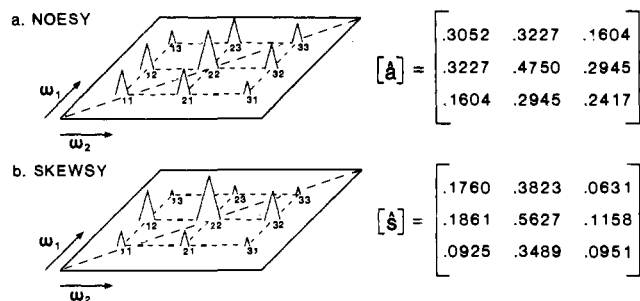 a. NOESY
13 23 33
12 22 32
11 21 31
ω₁
ω₂
[â] =
.3052 .3227 .1604
.3227 .4750 .2945
.1604 .2945 .2417
b. SKEWSY
13 23 33
12 22 32
11 21 31
ω₁
ω₂
[ŝ] =
.1760 .3823 .0631
.1861 .5627 .1158
.0925 .3489 .0951